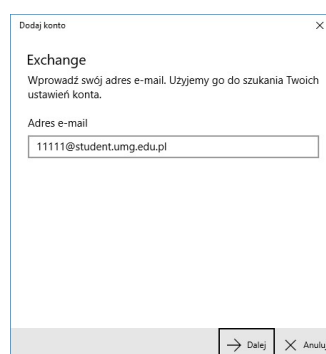 Dodaj konto
Exchange
Wprowadź swój adres e-mail. Użyjemy go do szukania Twoich
ustawień konta.
Adres e-mail
11111@student.umg.edu.pl
Dalej
Anuluj